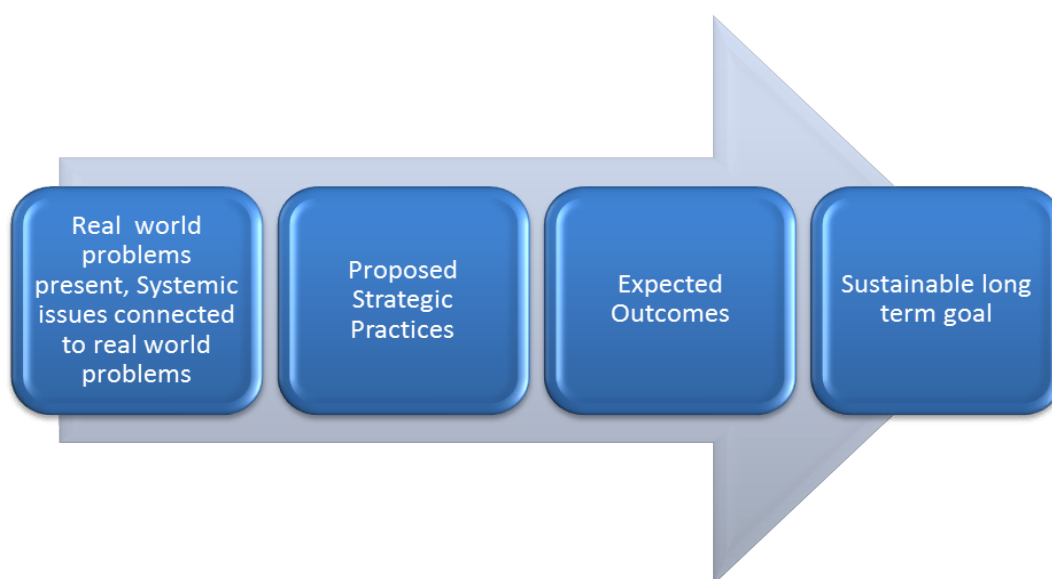 Real world
problems
present, Systemic
issues connected
to real world
problems
Proposed
Strategic
Practices
Expected
Outcomes
Sustainable long
term goal